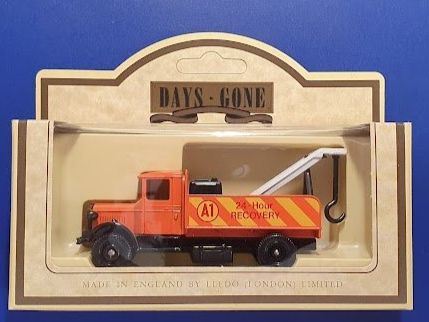 DAYS · GONE
A1
24-Hour
RECOVERY
MADE IN ENGLAND BY LLEDO (LONDON) LIMITED